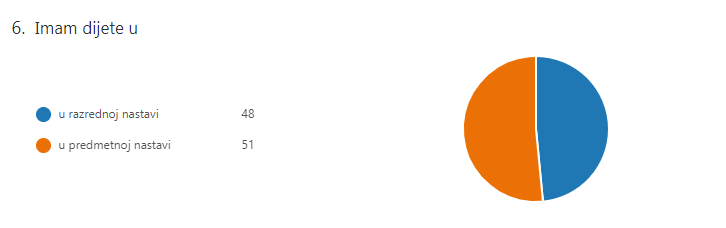 6. Imam dijete u
u razrednoj nastavi 48
u predmetnoj nastavi 51